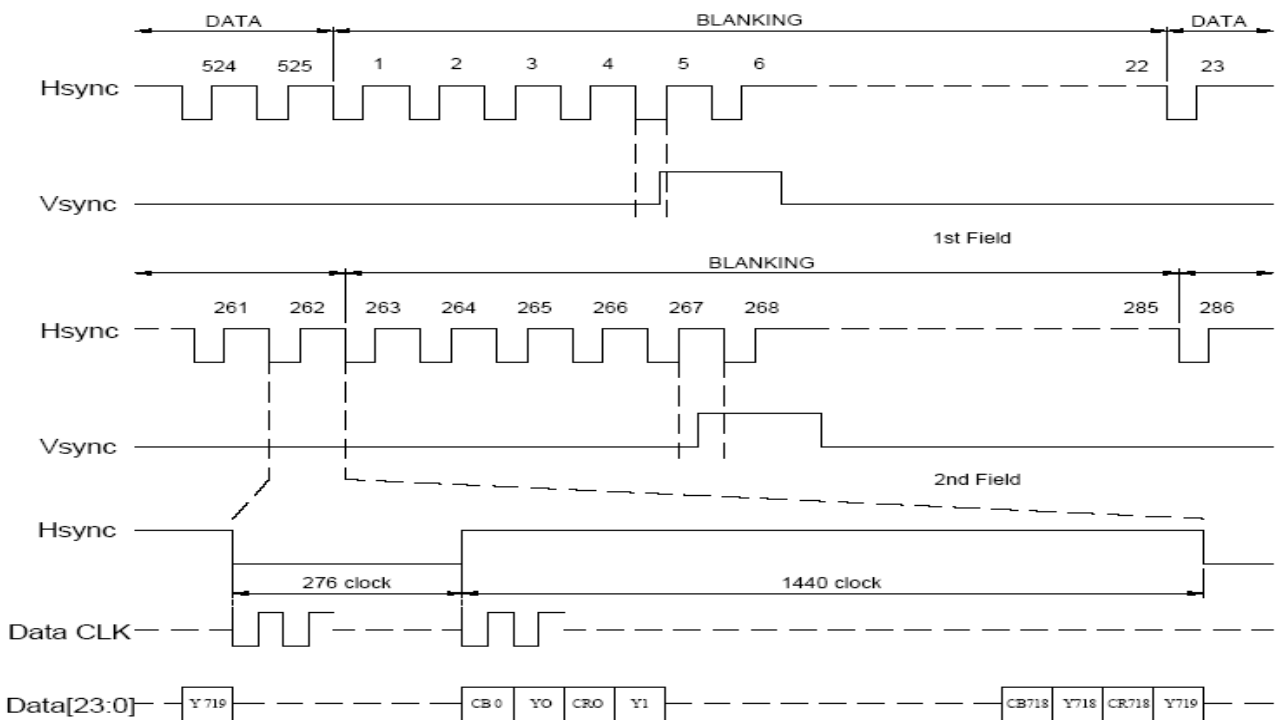 DATA BLANKING DATA
524 525 1 2 3 4 5 6 22 23
Hsync
Vsync
1st Field
BLANKING
261 262 263 264 265 266 267 268 285 286
Hsync
Vsync
2nd Field
Hsync
276 clock 1440 clock
Data CLK
Data[23:0] Y719 CB0 Y0 CR0 Y1 CB718 Y718 CR718 Y719